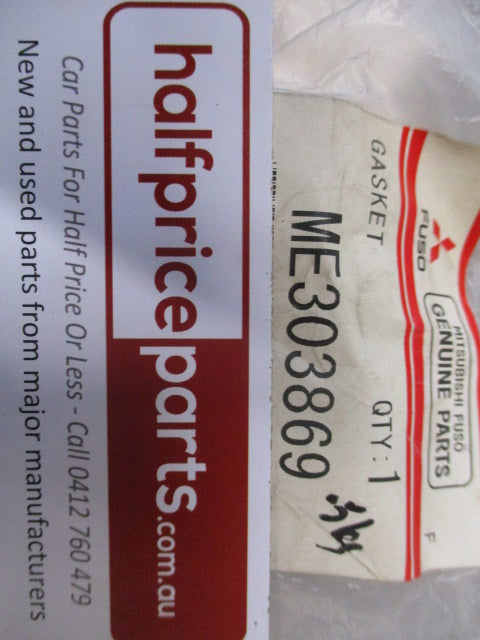 FUSO
MITSUBISHI FUSO
GENUINE PARTS
F
GASKET
QTY:1
ME303869
halfpriceparts.com.au
Car Parts For Half Price Or Less - Call 0412 760 479
New and used parts from major manufacturers